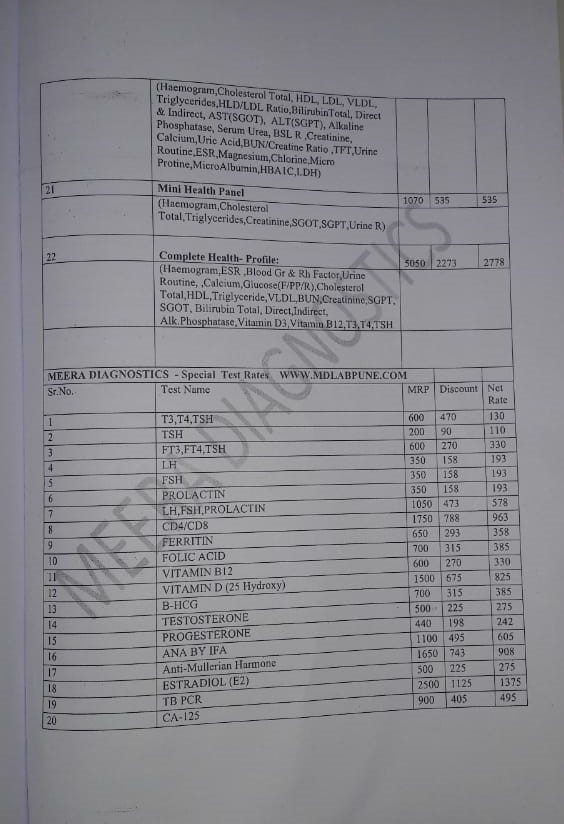 (Haemogram,Cholesterol Total, HDL, LDL, VLDL,
Triglycerides,HLD/LDL Ratio,BilirubinTotal, Direct
& Indirect, AST(SGOT), ALT(SGPT), Alkaline
Phosphatase, Serum Urea, BSL R ,Creatinine,
Calcium,Uric Acid,BUN/Creatine Ratio ,TFT,Urine
Routine,ESR,Magnesium,Chlorine,Micro
Protine,MicroAlbumin,HBA1C,LDH)
21 Mini Health Panel 1070 535 535
(Haemogram,Cholesterol
Total,Triglycerides,Creatinine,SGOT,SGPT,Urine R)
22 Complete Health- Profile: 5050 2273 2778
(Haemogram,ESR ,Blood Gr & Rh Factor,Urine
Routine, ,Calcium,Glucose(F/PP/R),Cholesterol
Total,HDL,Triglyceride,VLDL,BUN,Creatinine,SGPT,
SGOT, Bilirubin Total, Direct,Indirect,
Alk.Phosphatase,Vitamin D3,Vitamin B12,T3,T4,TSH
MEERA DIAGNOSTICS - Special Test Rates WWW.MDLABPUNE.COM
Sr.No. Test Name MRP Discount Net
Rate
1 T3,T4,TSH 600 470 130
2 TSH 200 90 110
3 FT3,FT4,TSH 600 270 330
4 LH 350 158 193
5 FSH 350 158 193
6 PROLACTIN 350 158 193
7 LH,FSH,PROLACTIN 1050 473 578
8 CD4/CD8 1750 788 963
9 FERRITIN 650 293 358
10 FOLIC ACID 700 315 385
11 VITAMIN B12 600 270 330
12 VITAMIN D (25 Hydroxy) 1500 675 825
13 B-HCG 700 315 385
14 TESTOSTERONE 500 225 275
15 PROGESTERONE 440 198 242
16 ANA BY IFA 1100 495 605
17 Anti-Mullerian Harmone 1650 743 908
18 ESTRADIOL (E2) 500 225 275
19 TB PCR 2500 1125 1375
20 CA-125 900 405 495
MEERA DIAGNOSTICS